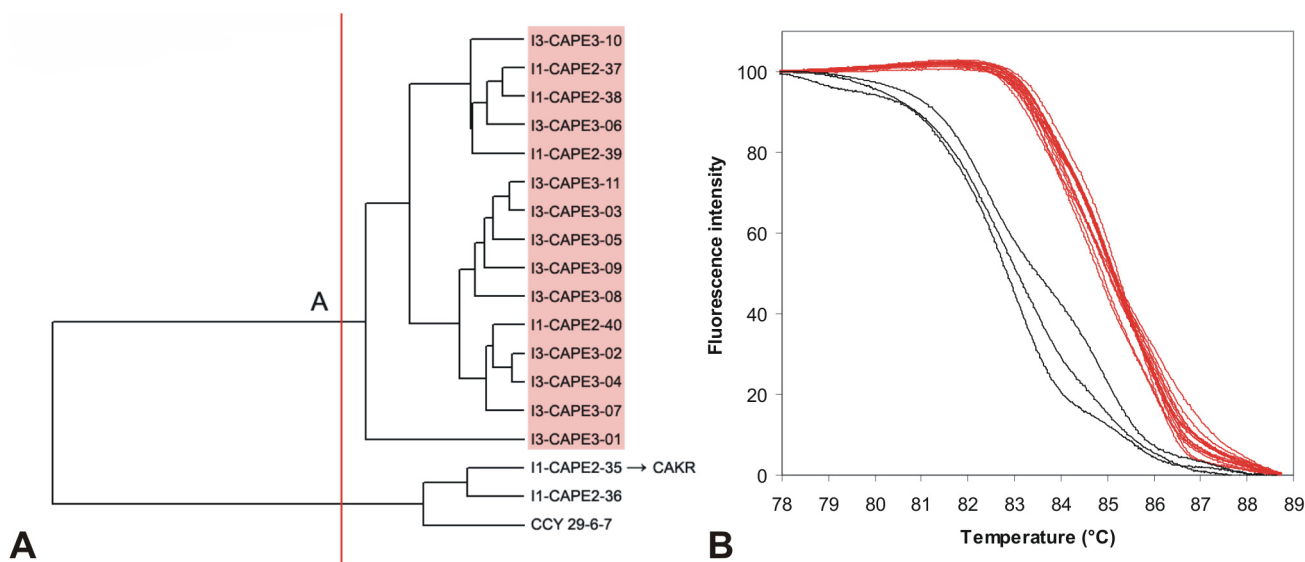 I3-CAPE3-10
I1-CAPE2-37
I1-CAPE2-38
I3-CAPE3-06
I1-CAPE2-39
I3-CAPE3-11
I3-CAPE3-03
I3-CAPE3-05
I3-CAPE3-09
I3-CAPE3-08
I1-CAPE2-40
I3-CAPE3-02
I3-CAPE3-04
I3-CAPE3-07
I3-CAPE3-01
I1-CAPE2-35 → CAKR
I1-CAPE2-36
CCY 29-6-7
A
A
Fluorescence intensity
100
80
60
40
20
0
78 79 80 81 82 83 84 85 86 87 88 89
Temperature (°C)
B